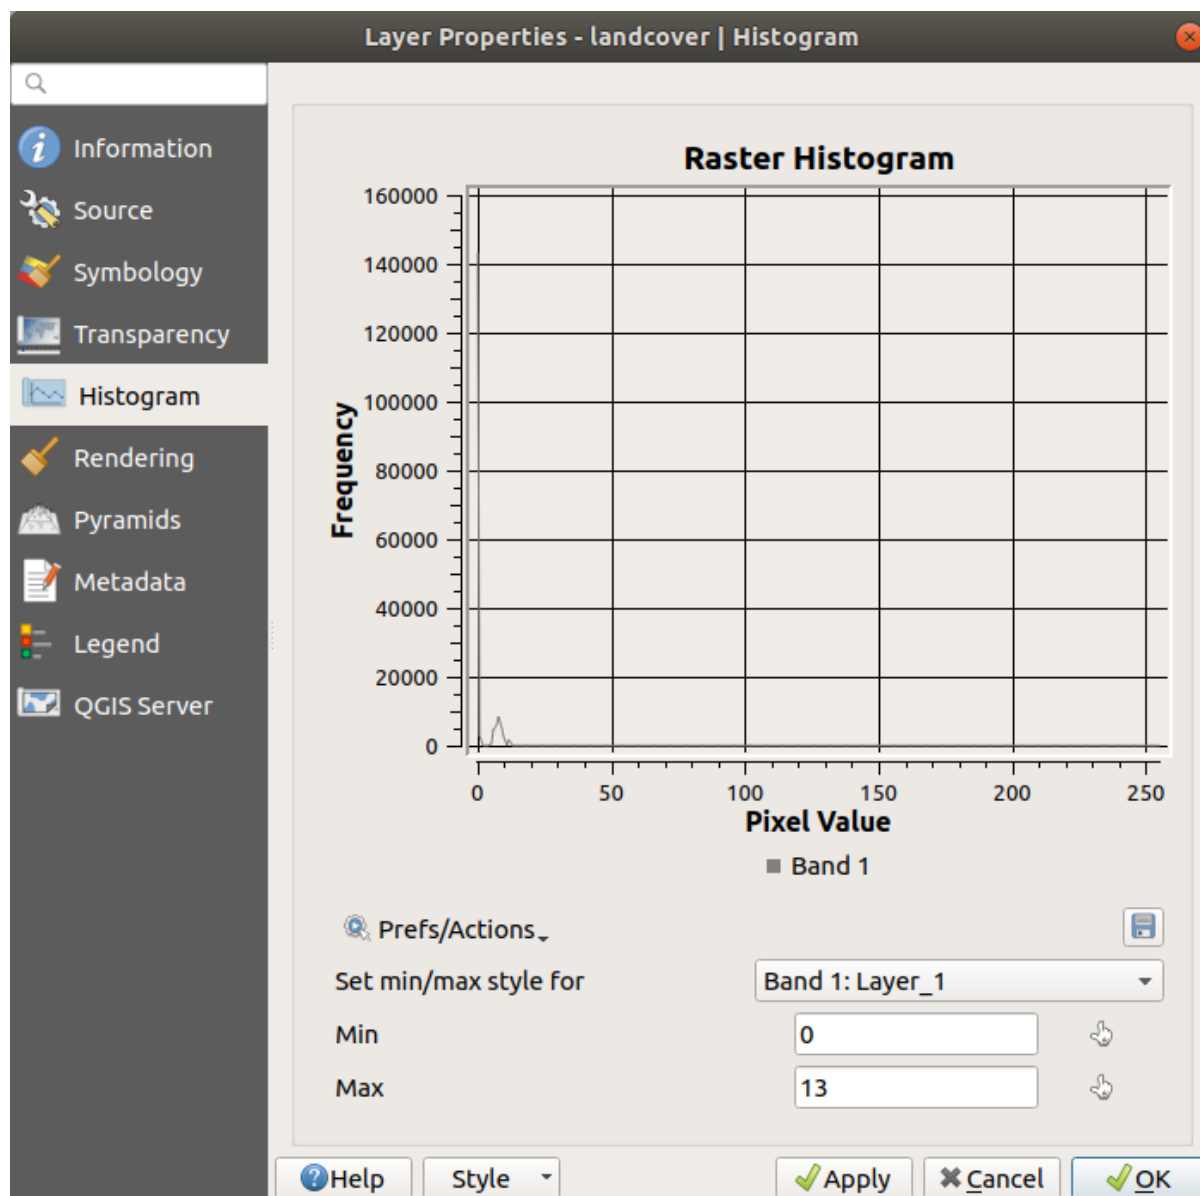 Layer Properties - landcover | Histogram
Information
Source
Symbology
Transparency
Histogram
Rendering
Pyramids
Metadata
Legend
QGIS Server
Raster Histogram
160000
140000
120000
100000
80000
60000
40000
20000
0
Frequency
0 50 100 150 200 250
Pixel Value
Band 1
Prefs/Actions
Set min/max style for Band 1: Layer_1
Min 0
Max 13
Help Style Apply Cancel OK